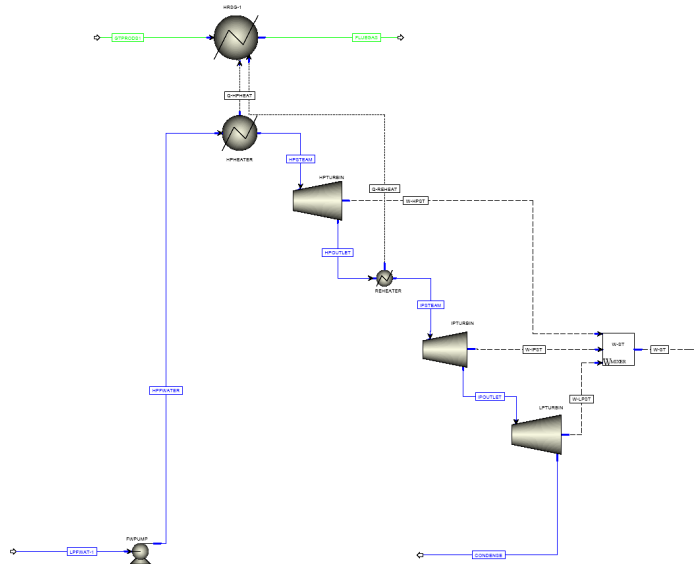 HRSG-1
GTPRODS1
FLUEGAS
Q-HPHEAT
HPHEATER
HPSTEAM
HPTURBIN
Q-REHEAT
W-HPST
HPOUTLET
REHEATER
IPSTEAM
IPTURBIN
W-IPST
W-ST
W-ST
MIXER
HPFWATER
IPOUTLET
W-LPST
LPTURBIN
FWPUMP
LPFWAT-1
CONDENSE